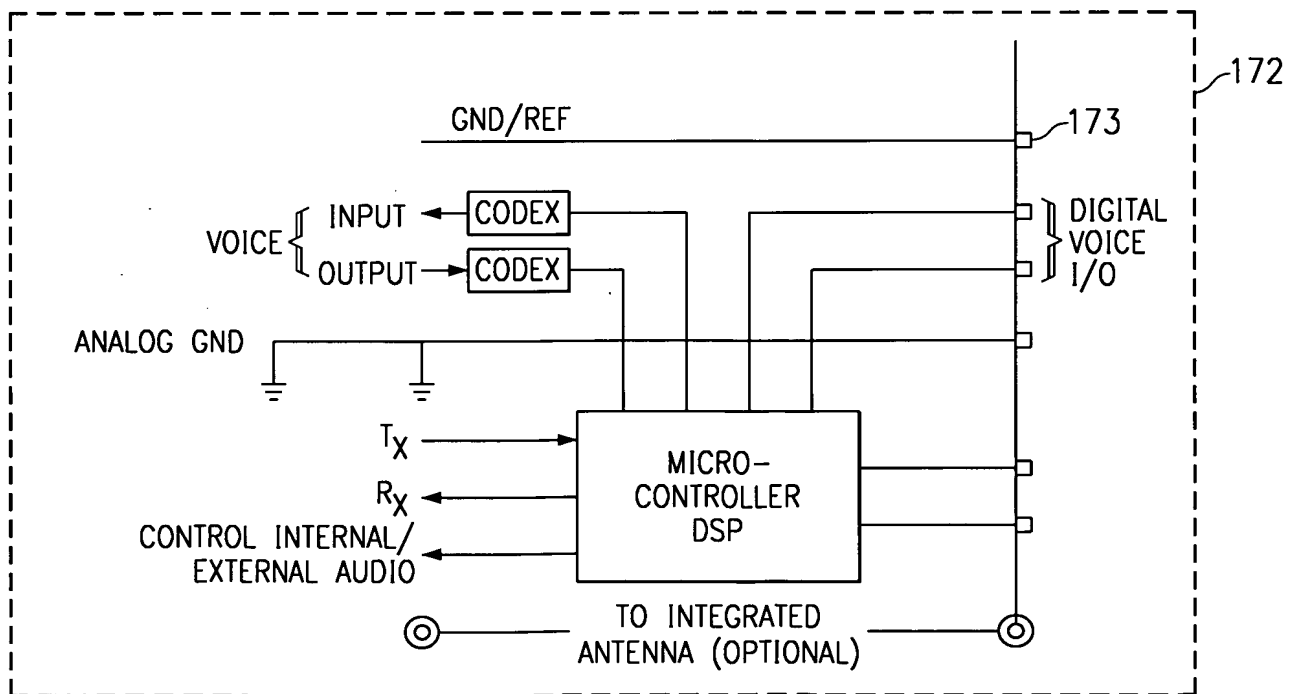 172
GND/REF
173
VOICE
INPUT
CODEX
OUTPUT
CODEX
DIGITAL
VOICE
I/O
ANALOG GND
TX
RX
CONTROL INTERNAL/
EXTERNAL AUDIO
MICRO-
CONTROLLER
DSP
TO INTEGRATED
ANTENNA (OPTIONAL)